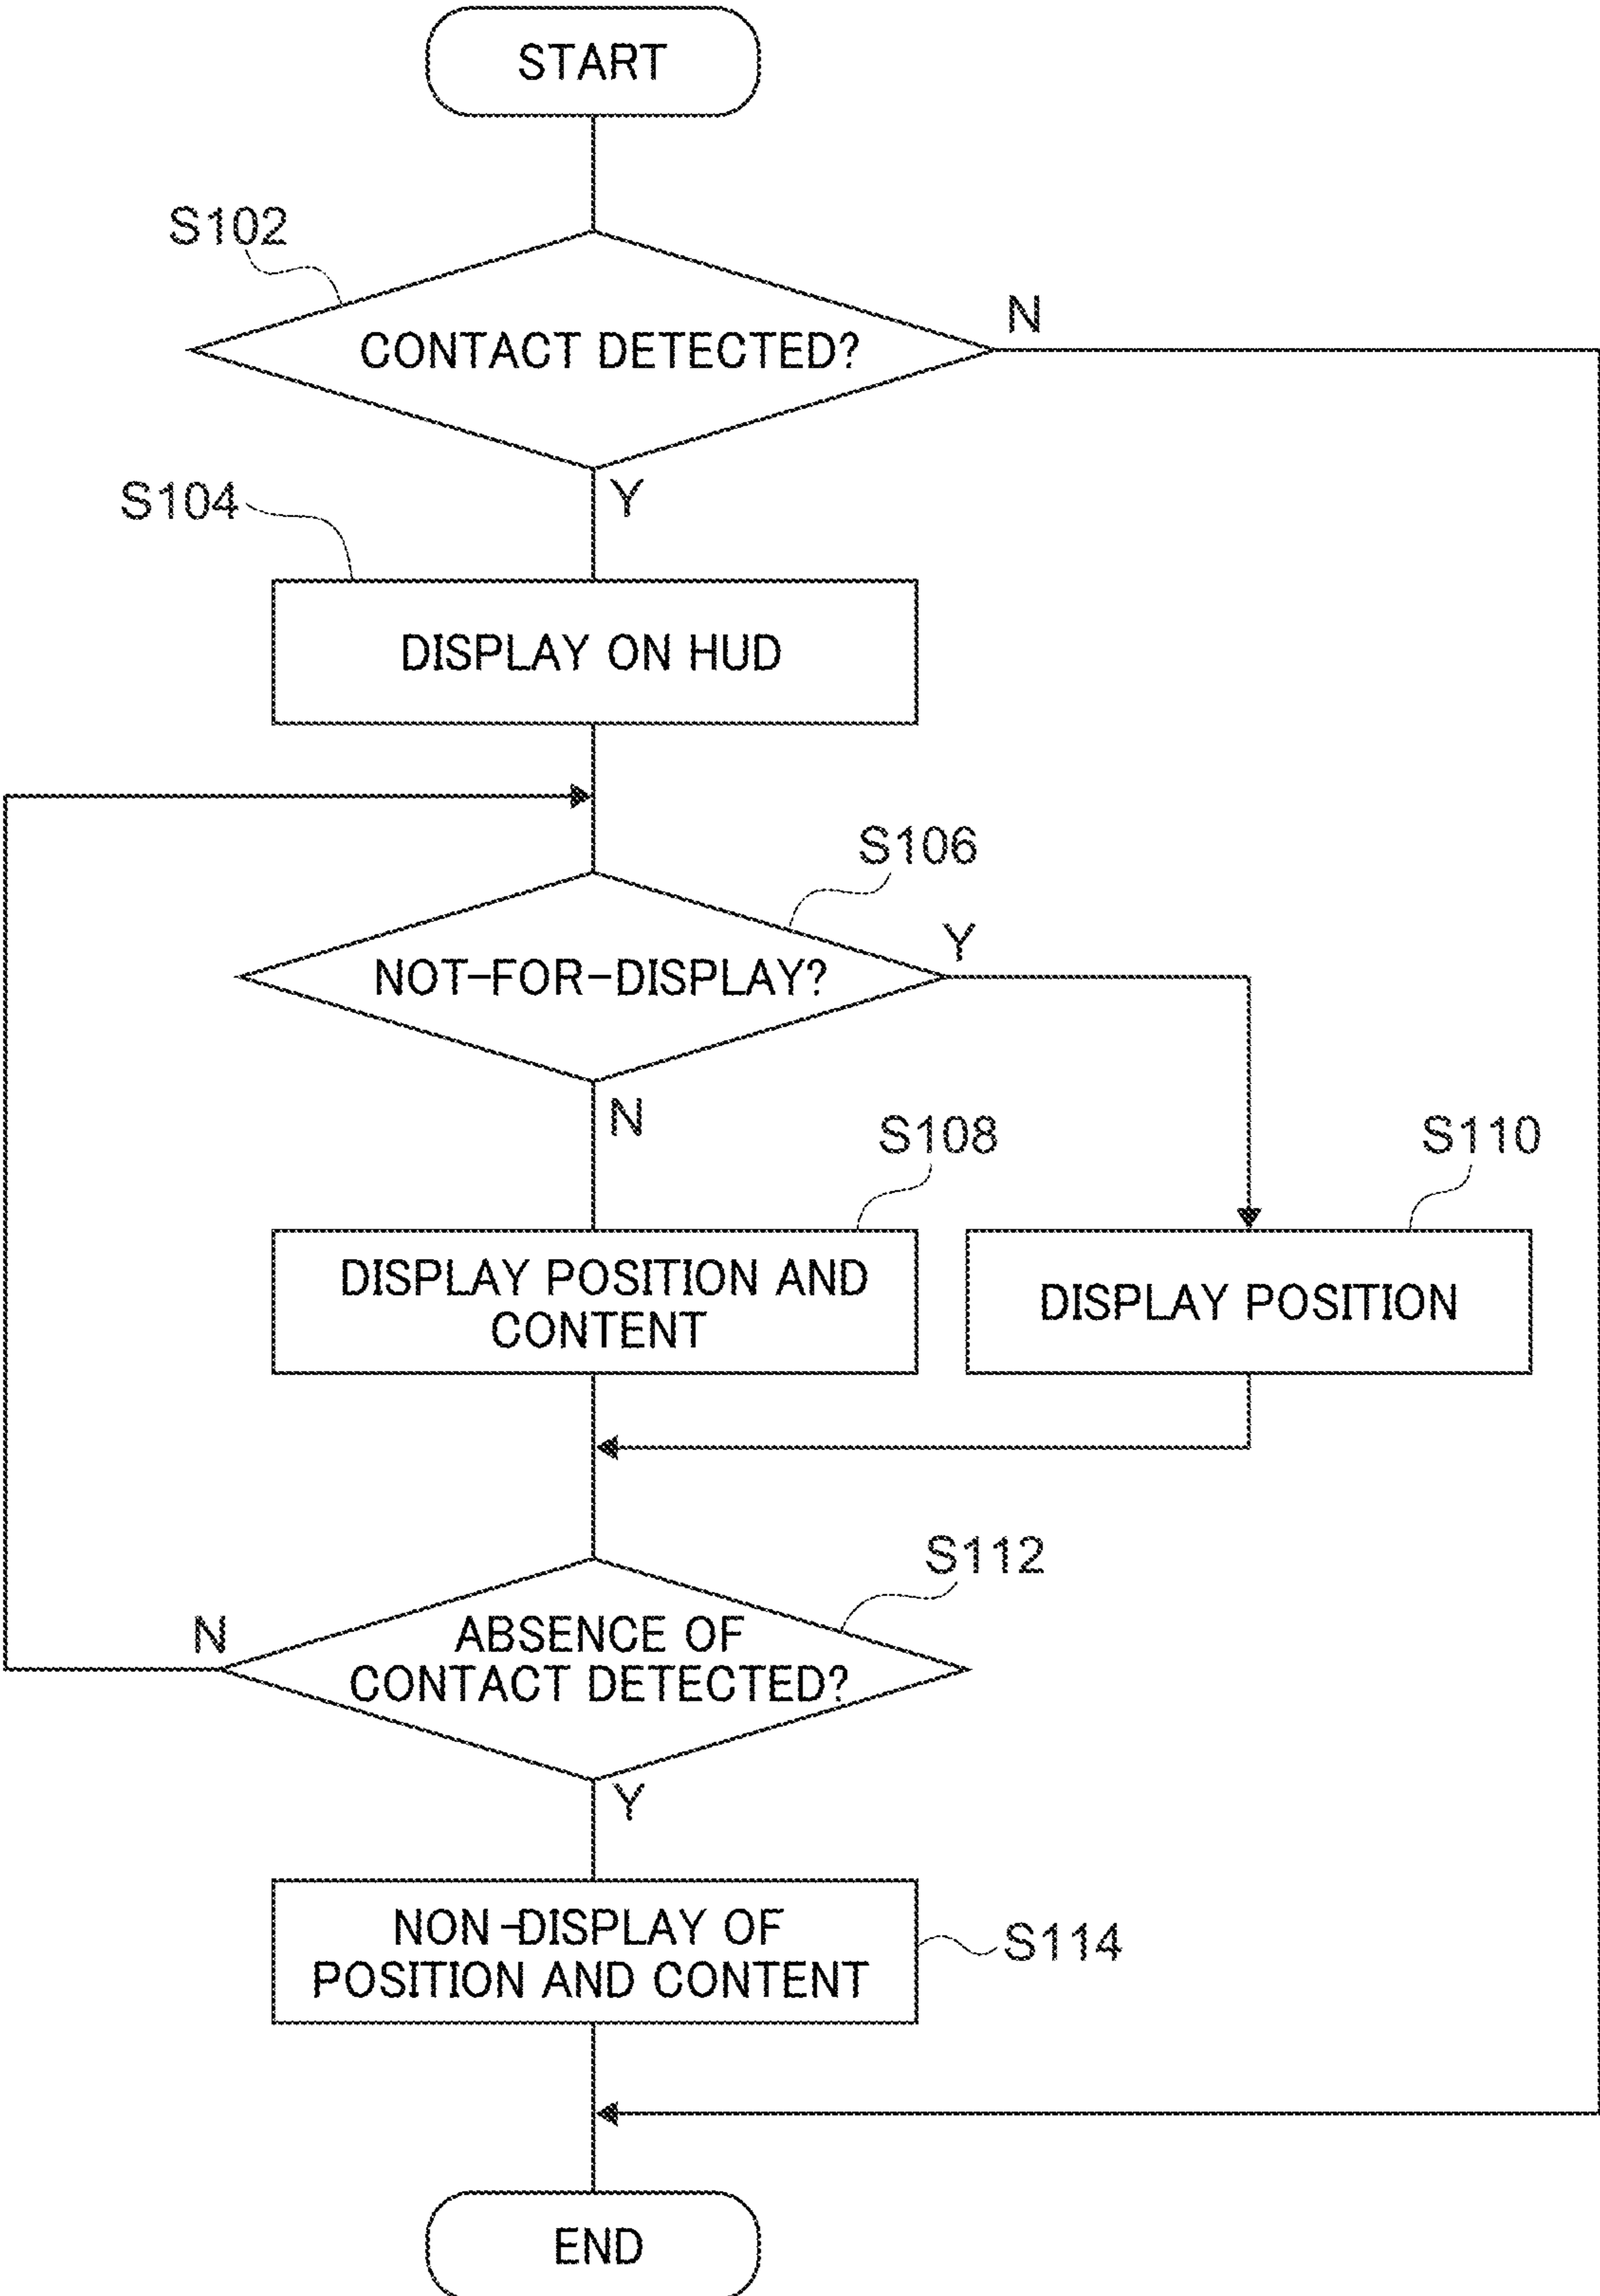 START
S102
N
CONTACT DETECTED?
Y
S104
DISPLAY ON HUD
S106
Y
NOT-FOR-DISPLAY?
N
S108
S110
DISPLAY POSITION AND
CONTENT
DISPLAY POSITION
S112
N
ABSENCE OF
CONTACT DETECTED?
Y
NON-DISPLAY OF
POSITION AND CONTENT
S114
END